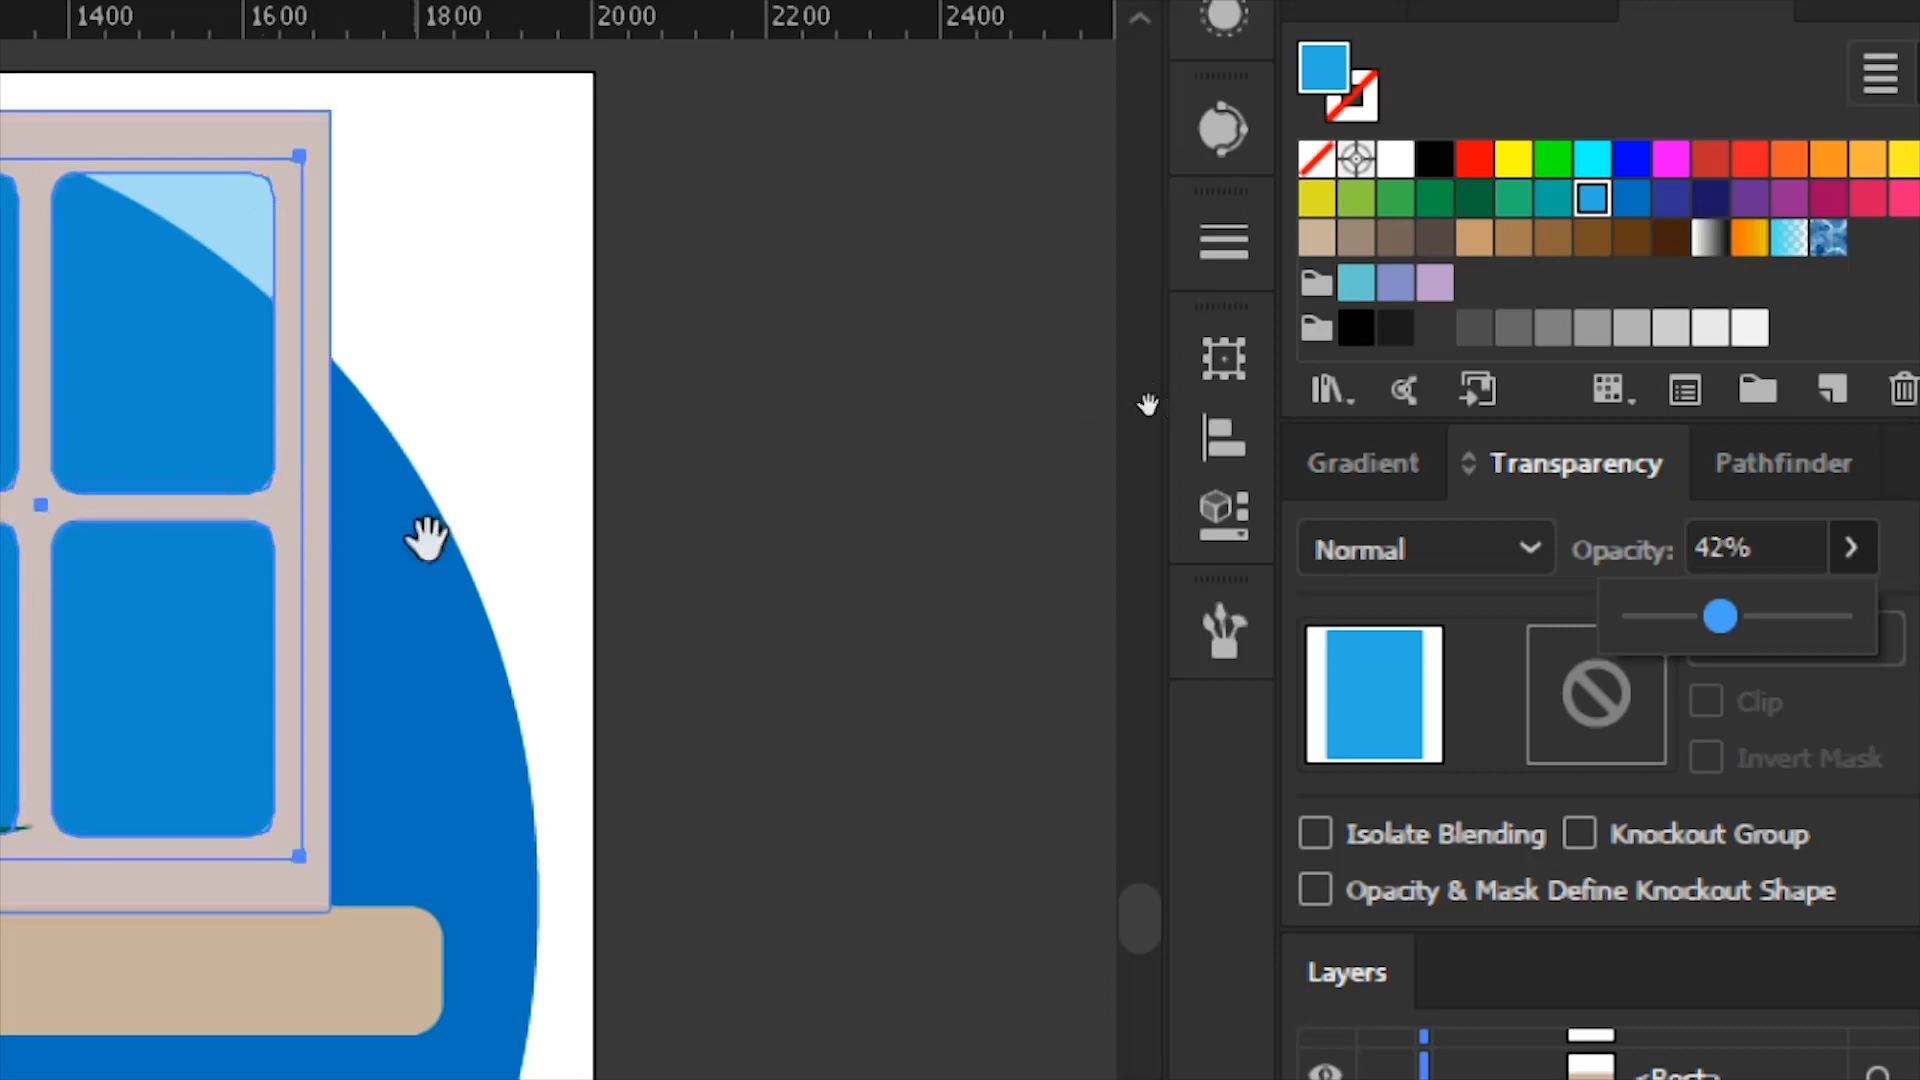 1400 1600 1800 2000 2200 2400
Gradient Transparency Pathfinder
Normal Opacity: 42%
Clip
Invert Mask
Isolate Blending Knockout Group
Opacity & Mask Define Knockout Shape
Layers